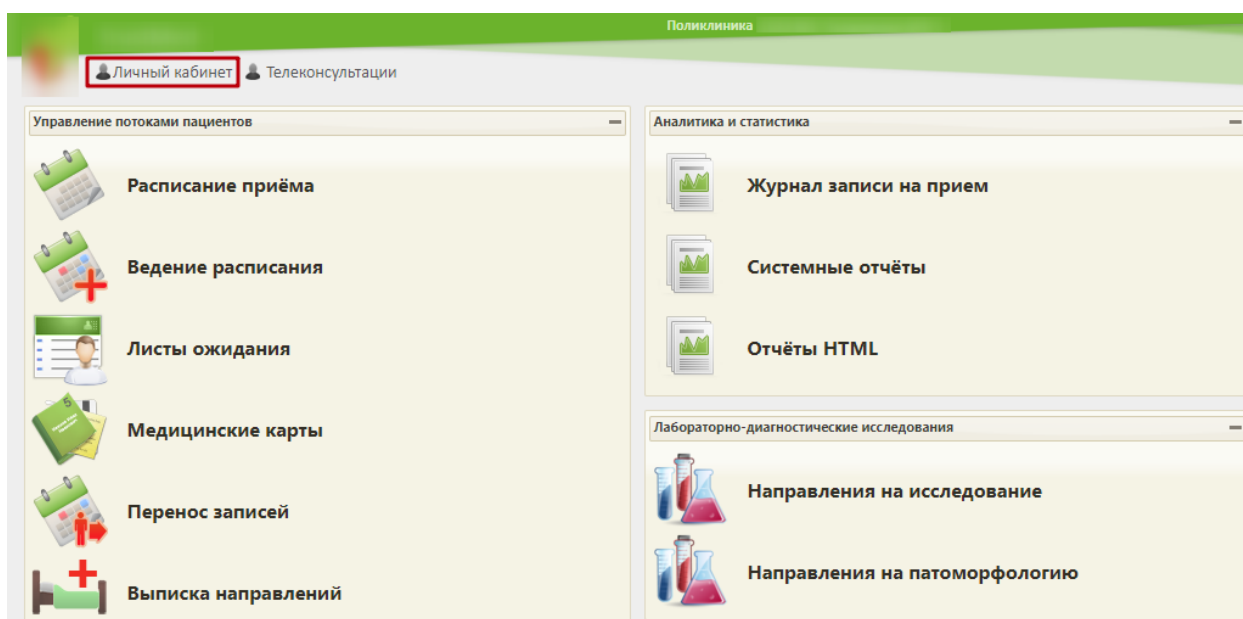 Поликлиника
Личный кабинет Телеконсультации
Управление потоками пациентов
Расписание приёма
Ведение расписания
Листы ожидания
5
Медицинские карты
Перенос записей
Выписка направлений
Аналитика и статистика
Журнал записи на прием
Системные отчёты
Отчёты HTML
Лабораторно-диагностические исследования
Направления на исследование
Направления на патоморфологию